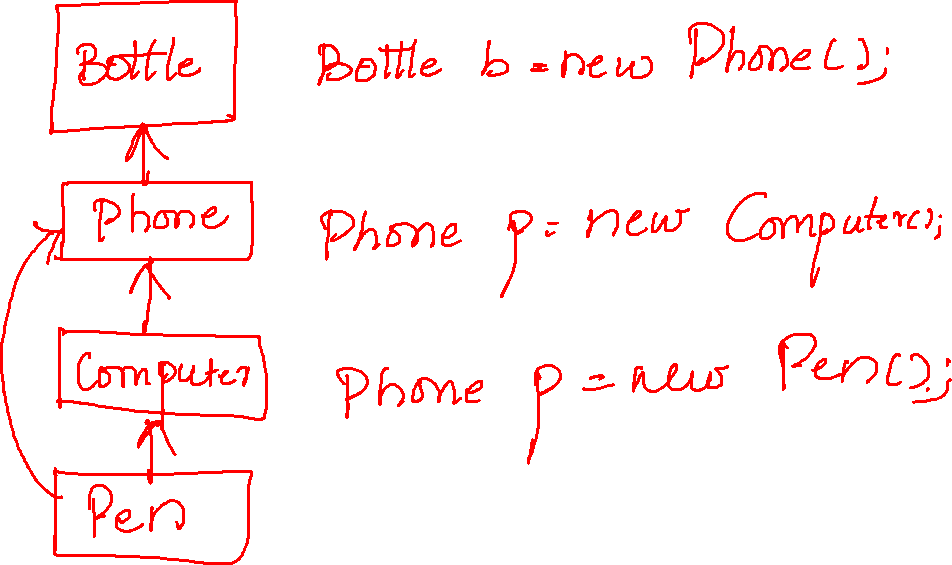 Bottle Bottle b = new Phone();
Phone Phone p = new Computer();
Computer
Phone p = new Pen();
Pen